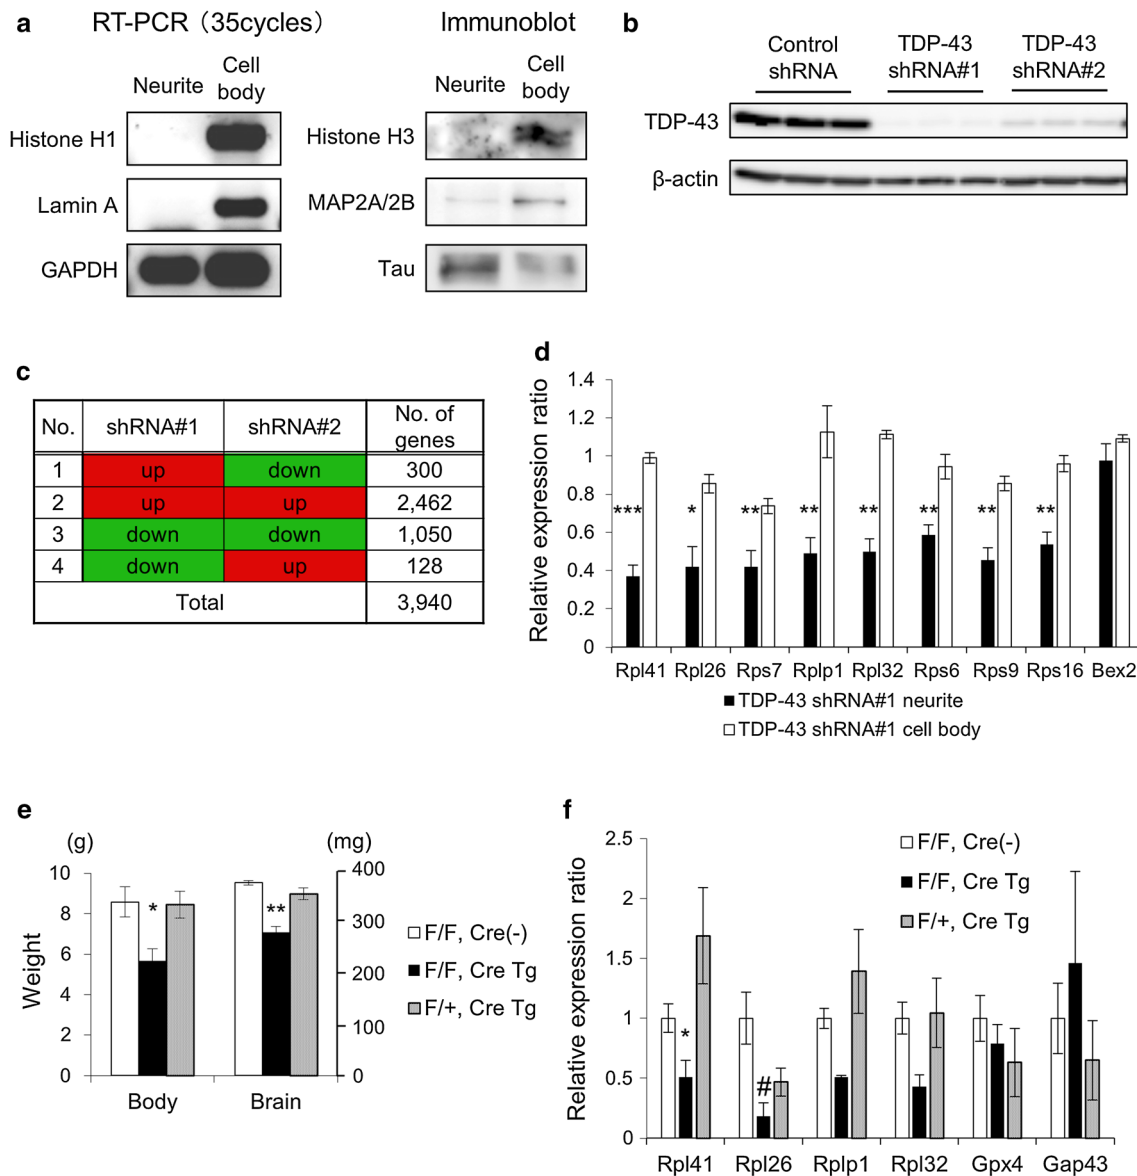 a
RT-PCR（35cycles）
Immunoblot
Neurite
Cell
body
Neurite
Cell
body
Histone H1
Histone H3
Lamin A
MAP2A/2B
GAPDH
Tau
b
Control
shRNA
TDP-43
shRNA#1
TDP-43
shRNA#2
TDP-43
β-actin
c
No. shRNA#1 shRNA#2 No. of
genes
1 up down 300
2 up up 2,462
3 down down 1,050
4 down up 128
Total 3,940
d
Relative expression ratio
1.4
1.2
1
0.8
0.6
0.4
0.2
0
*** * ** ** ** ** ** **
Rpl41 Rpl26 Rps7 Rplp1 Rpl32 Rps6 Rps9 Rps16 Bex2
TDP-43 shRNA#1 neurite
TDP-43 shRNA#1 cell body
e
(g)
(mg)
Weight
10
8
6
4
2
0
400
300
200
100
0
* **
Body Brain
F/F, Cre(-)
F/F, Cre Tg
F/+, Cre Tg
f
Relative expression ratio
2.5
2
1.5
1
0.5
0
* #
Rpl41 Rpl26 Rplp1 Rpl32 Gpx4 Gap43
F/F, Cre(-)
F/F, Cre Tg
F/+, Cre Tg